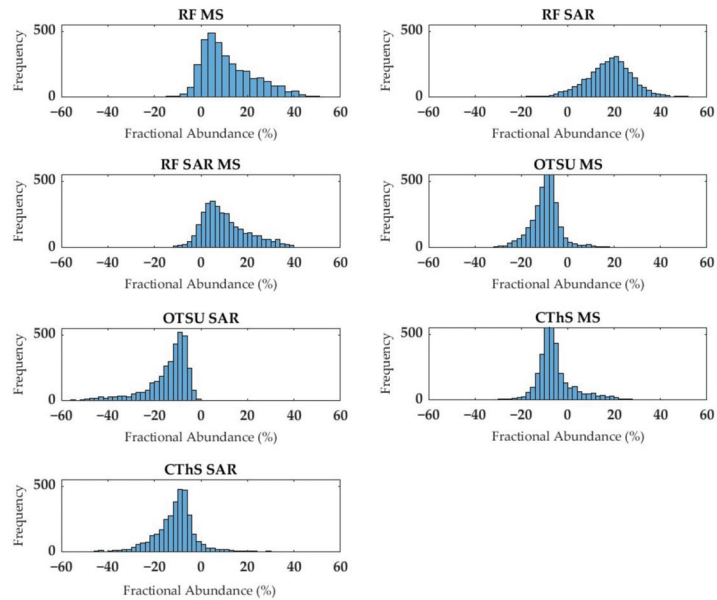 RF MS
500
Frequency
0
−60 −40 −20 0 20 40 60
Fractional Abundance (%)
RF SAR
500
Frequency
0
−60 −40 −20 0 20 40 60
Fractional Abundance (%)
RF SAR MS
500
Frequency
0
−60 −40 −20 0 20 40 60
Fractional Abundance (%)
OTSU MS
500
Frequency
0
−60 −40 −20 0 20 40 60
Fractional Abundance (%)
OTSU SAR
500
Frequency
0
−60 −40 −20 0 20 40 60
Fractional Abundance (%)
CThS MS
500
Frequency
0
−60 −40 −20 0 20 40 60
Fractional Abundance (%)
CThS SAR
500
Frequency
0
−60 −40 −20 0 20 40 60
Fractional Abundance (%)